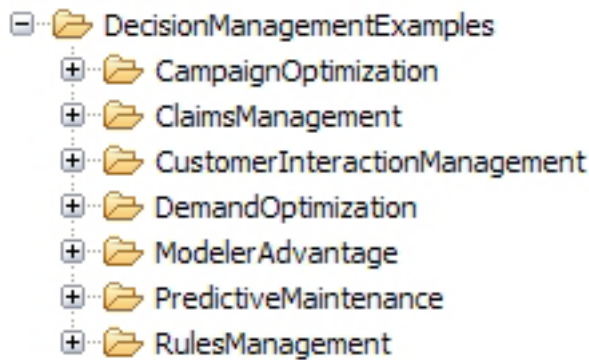 DecisionManagementExamples
CampaignOptimization
ClaimsManagement
CustomerInteractionManagement
DemandOptimization
ModelerAdvantage
PredictiveMaintenance
RulesManagement